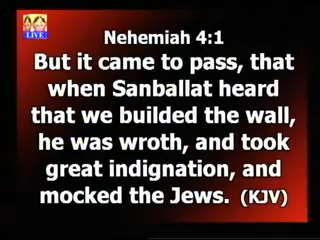 LIVE
Nehemiah 4:1
But it came to pass, that
when Sanballat heard
that we builded the wall,
he was wroth, and took
great indignation, and
mocked the Jews. (KJV)